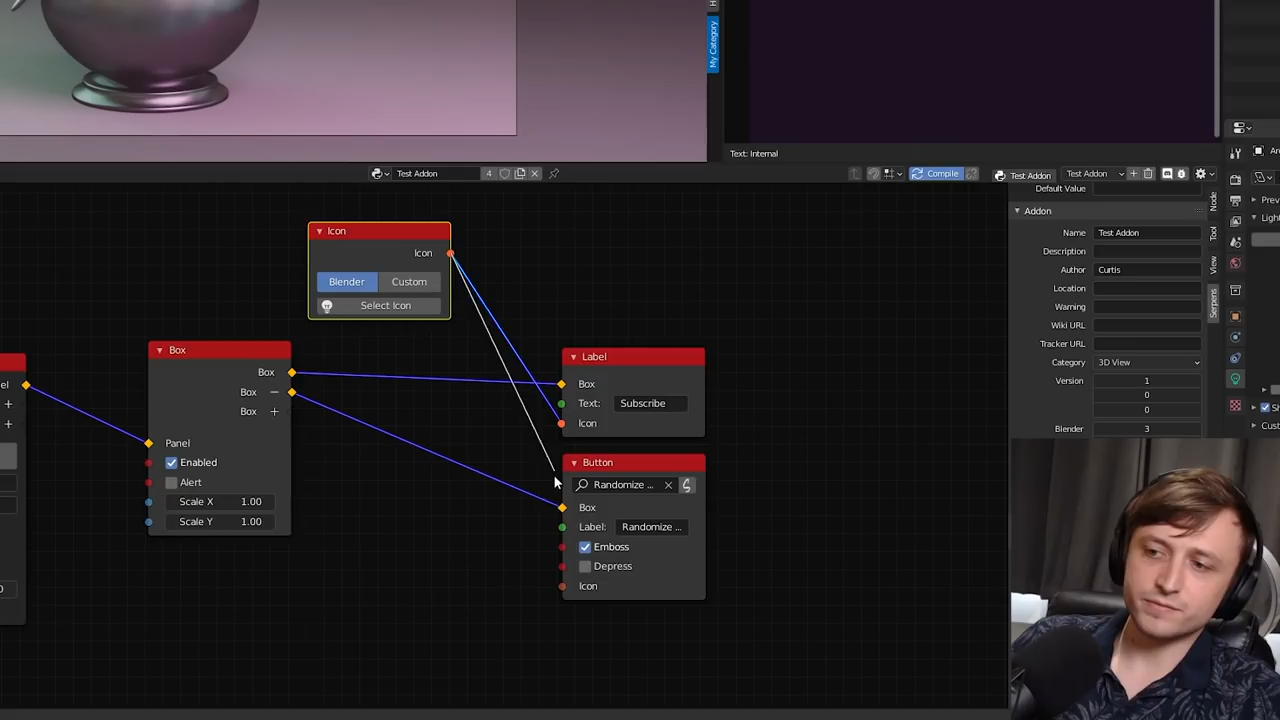 My Category
Text: Internal
Test Addon
4
Compile
Test Addon
Test Addon
Default Value
Addon
Name
Test Addon
Description
Author
Curtis
Location
Warning
Wiki URL
Tracker URL
Category
3D View
Version
1
0
0
Blender
3
Node
Tool
View
Serpens
Icon
Icon
Blender
Custom
Select Icon
Box
Box
Box
Box
Panel
Enabled
Alert
Scale X
1.00
Scale Y
1.00
Label
Box
Text:
Subscribe
Icon
Button
Randomize ...
Box
Label:
Randomize ...
Emboss
Depress
Icon